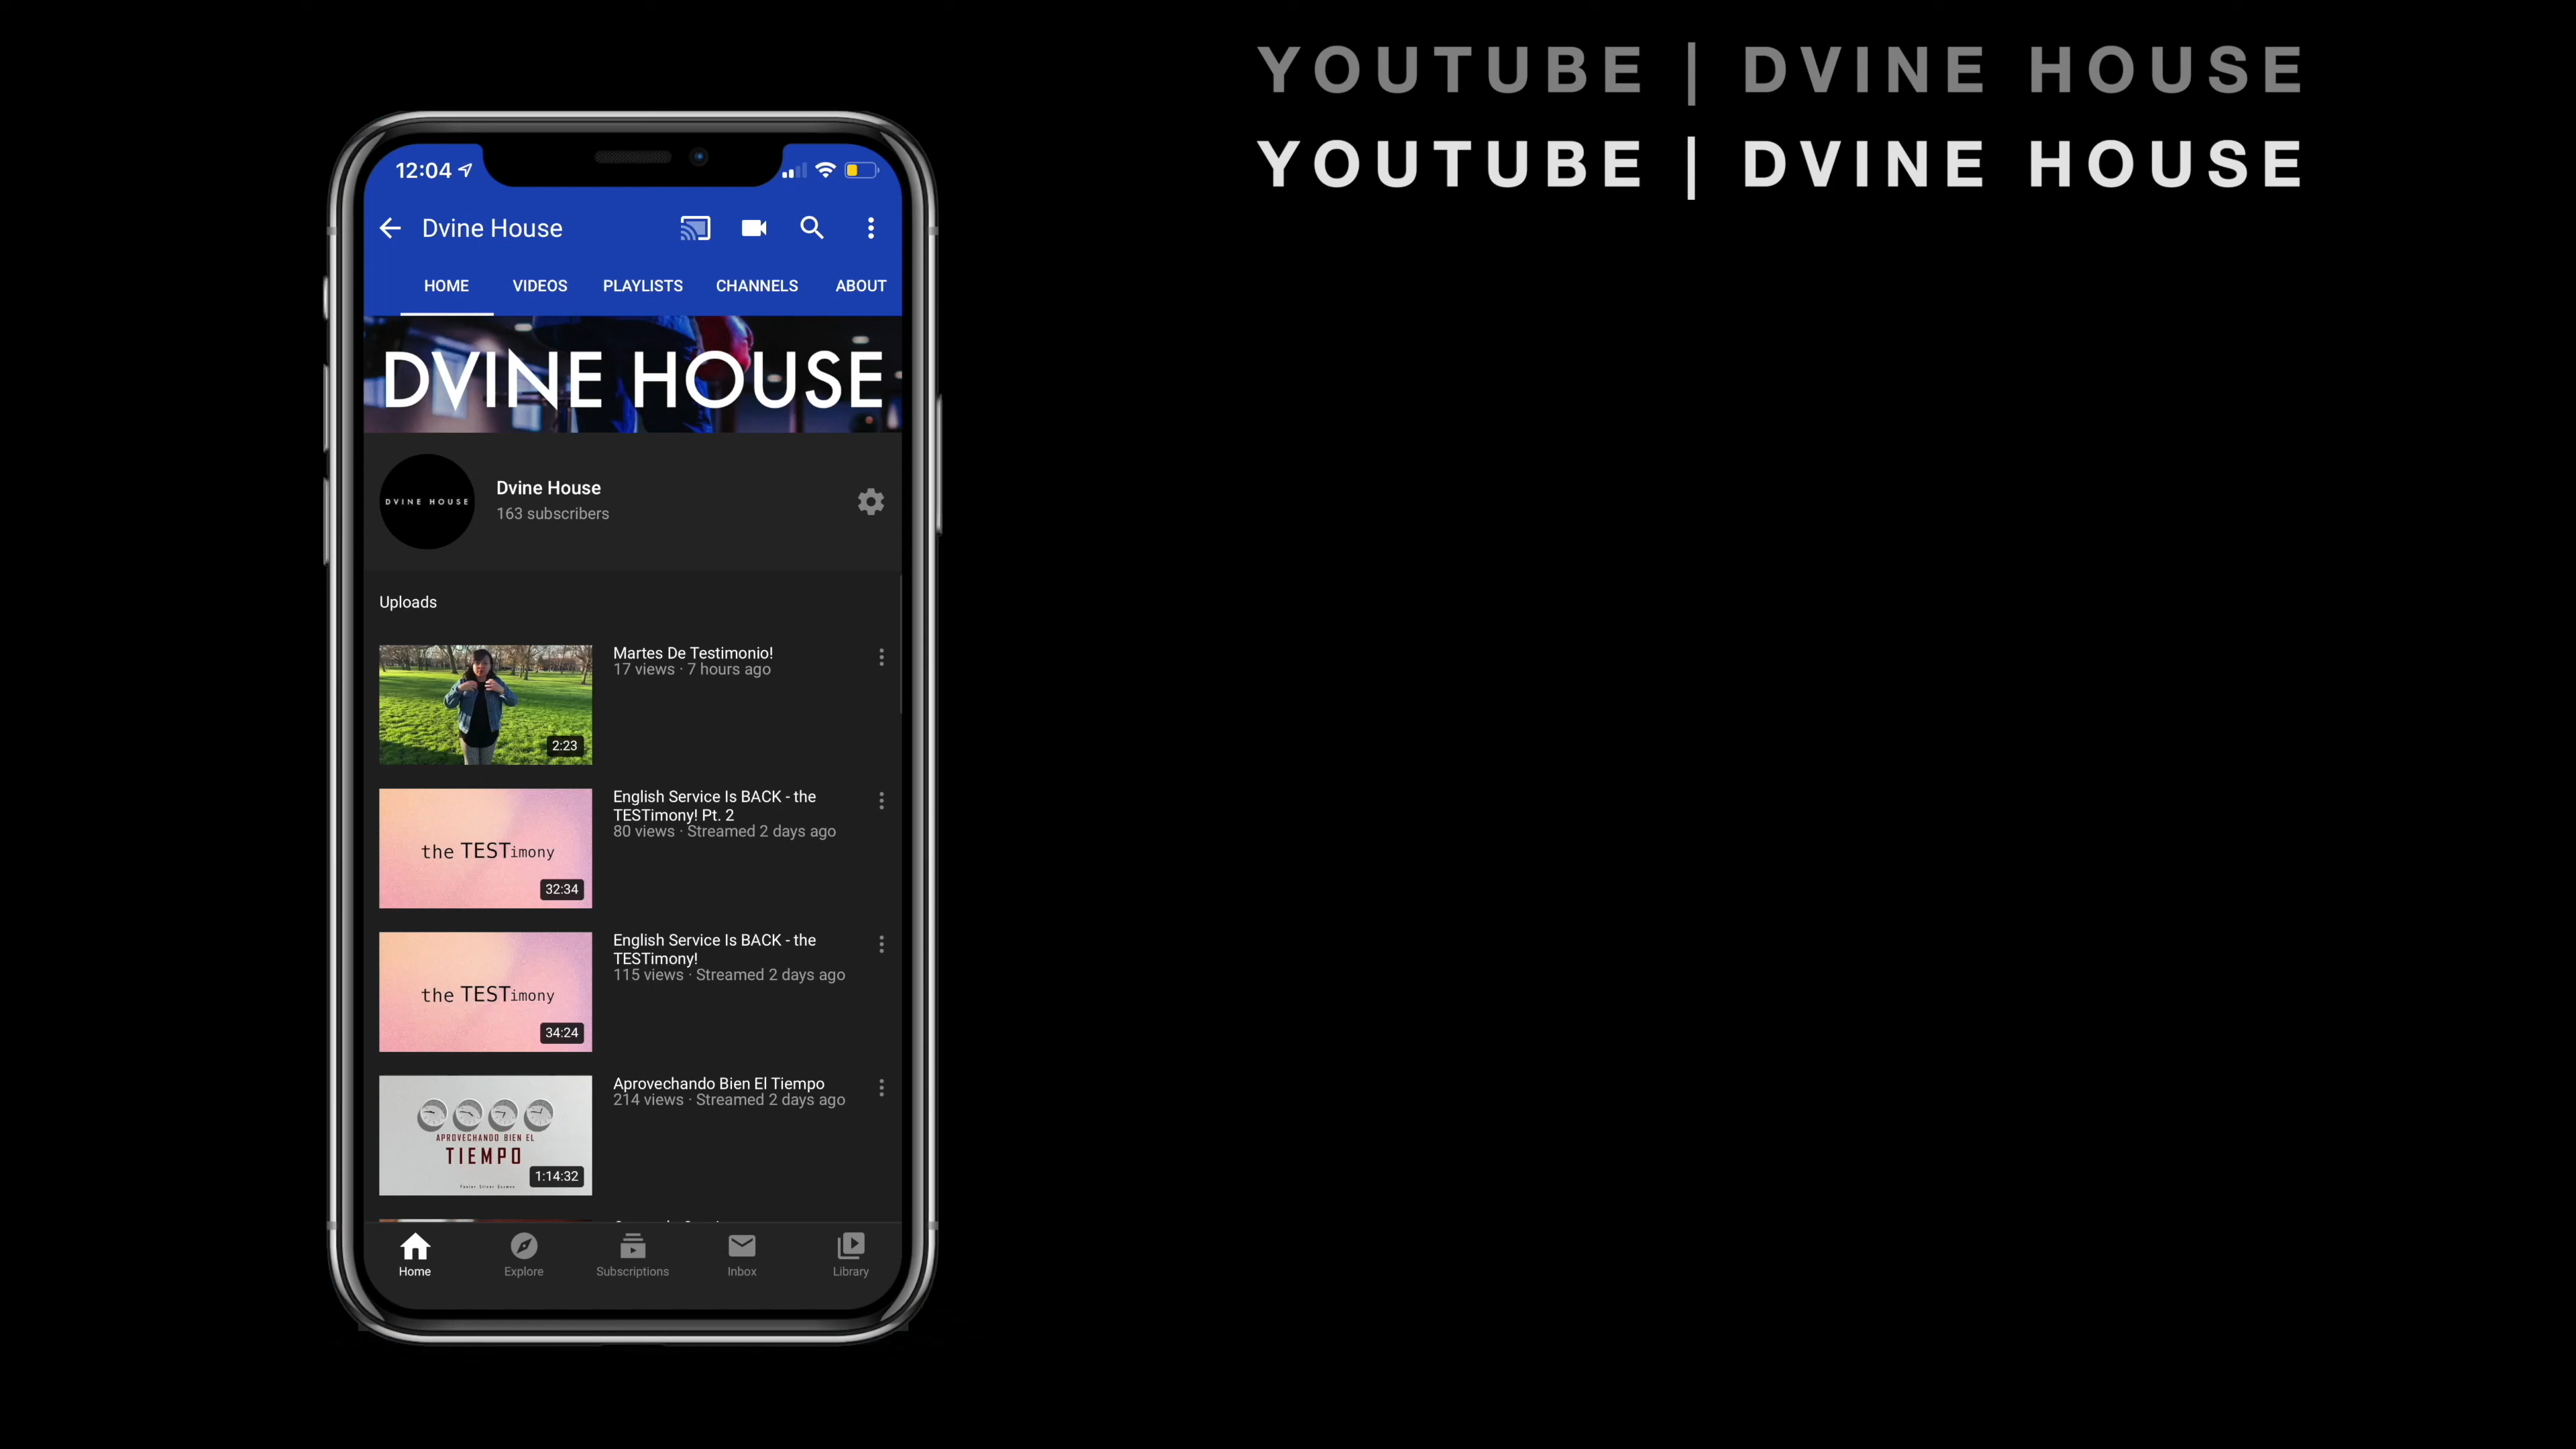 YOUTUBE | DVINE HOUSE
YOUTUBE | DVINE HOUSE
12:04
Dvine House
HOME VIDEOS PLAYLISTS CHANNELS ABOUT
DVINE HOUSE
DVINE HOUSE
Dvine House
163 subscribers
Uploads
Martes De Testimonio!
17 views · 7 hours ago
2:23
English Service Is BACK - the
TESTimony! Pt. 2
80 views · Streamed 2 days ago
the TESTimony
32:34
English Service Is BACK - the
TESTimony!
115 views · Streamed 2 days ago
the TESTimony
34:24
Aprovechando Bien El Tiempo
214 views · Streamed 2 days ago
APROVECHANDO BIEN EL
TIEMPO
1:14:32
Home Explore Subscriptions Inbox Library